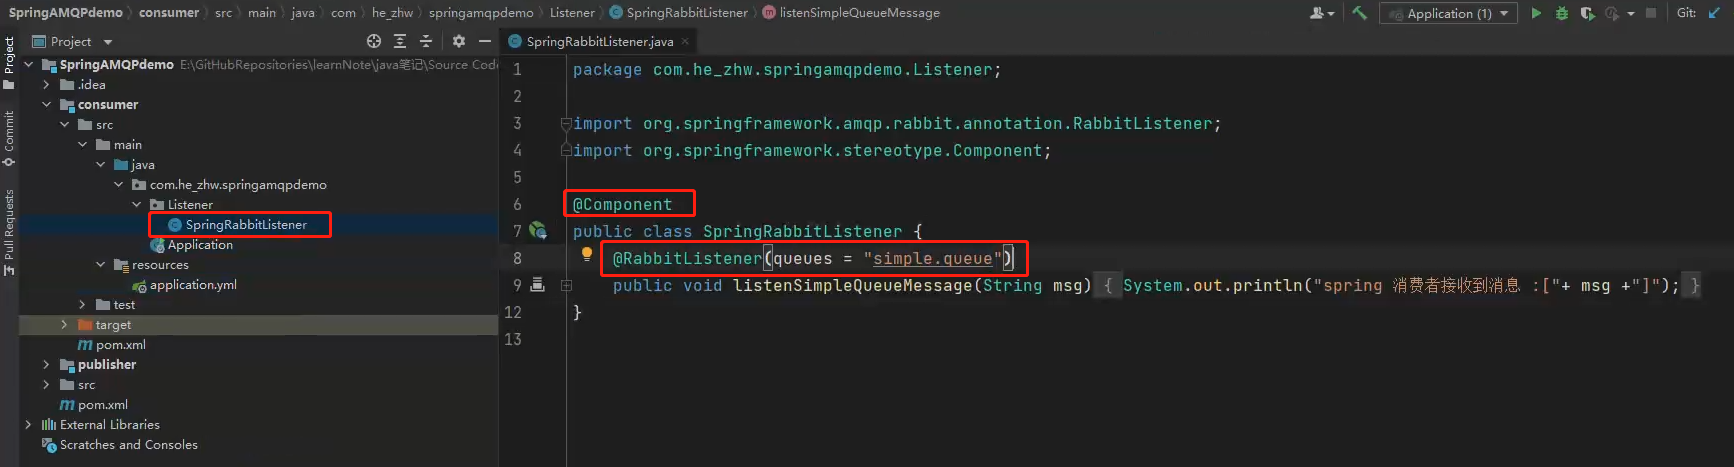 SpringAMQPdemo consumer src main java com he_zhw springamqpdemo Listener SpringRabbitListener listenSimpleQueueMessage
Application (1)
Git:
Project
SpringRabbitListener.java
Project
Commit
Pull Requests
SpringAMQPdemo E:\GitHubRepositories\learnNote\java笔记\Source Code
.idea
consumer
src
main
java
com.he_zhw.springamqpdemo
Listener
SpringRabbitListener
Application
resources
application.yml
test
target
pom.xml
publisher
src
pom.xml
External Libraries
Scratches and Consoles
1 package com.he_zhw.springamqpdemo.Listener;
2
3 import org.springframework.amqp.rabbit.annotation.RabbitListener;
4 import org.springframework.stereotype.Component;
5
6 @Component
7 public class SpringRabbitListener {
8 @RabbitListener(queues = "simple.queue")
9 public void listenSimpleQueueMessage(String msg) { System.out.println("spring 消费者接收到消息 :["+ msg +"]"); }
12 }
13